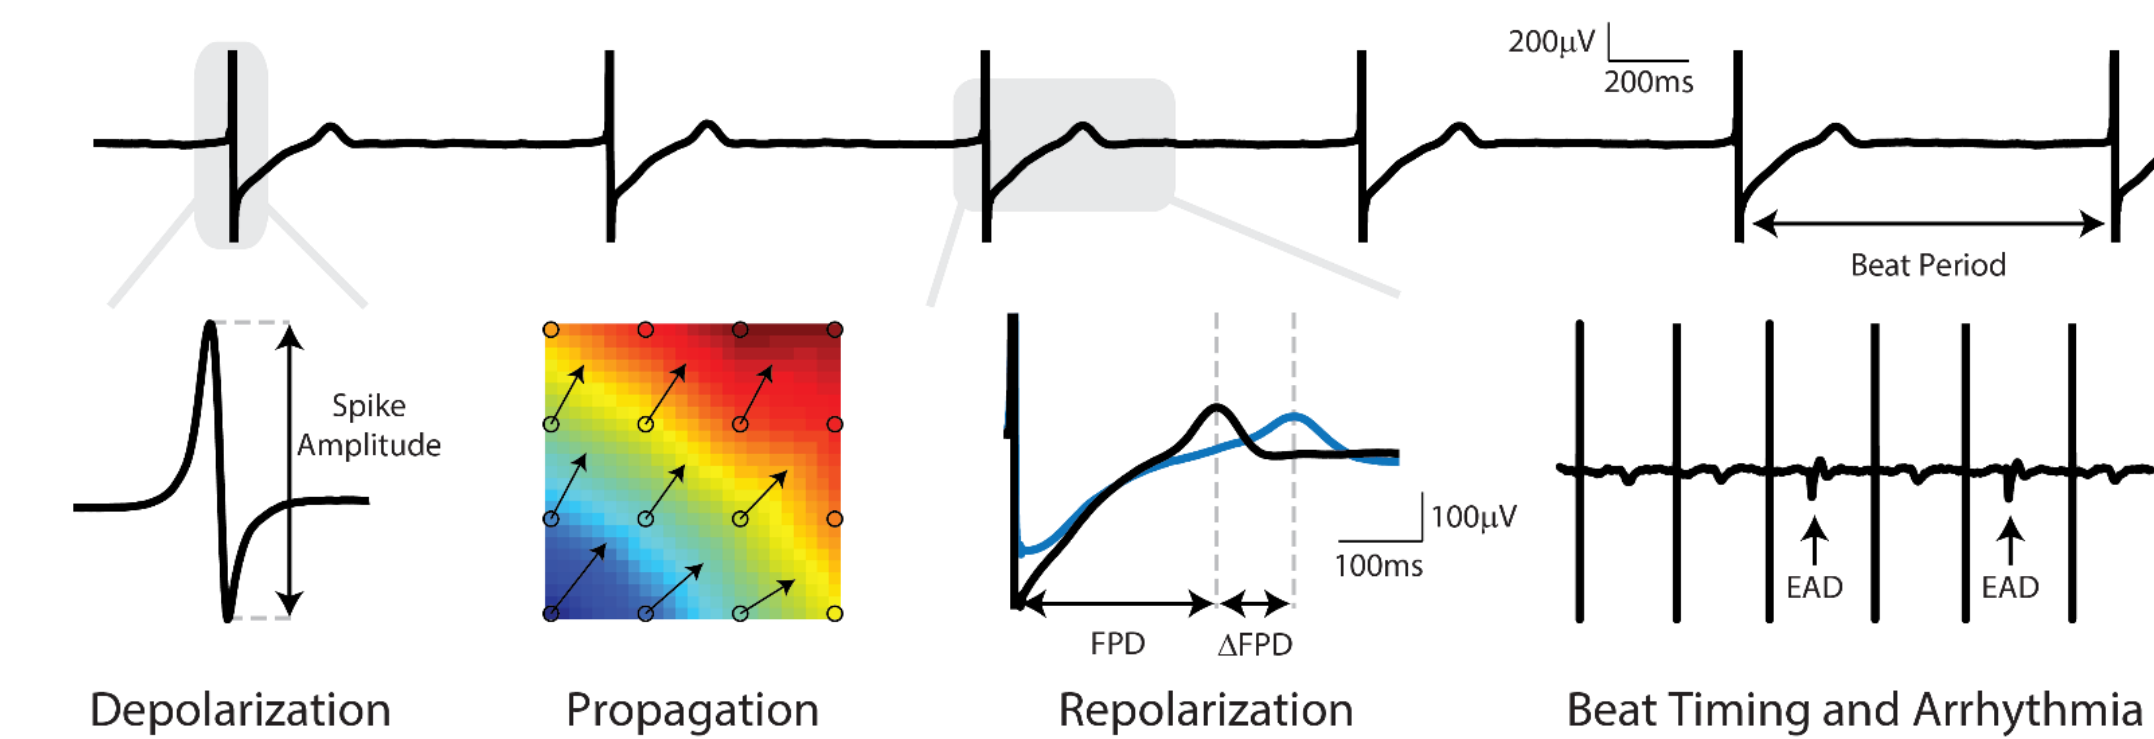 200μV
200ms
Beat Period
Spike
Amplitude
100μV
100ms
FPD
ΔFPD
EAD
EAD
Depolarization
Propagation
Repolarization
Beat Timing and Arrhythmia